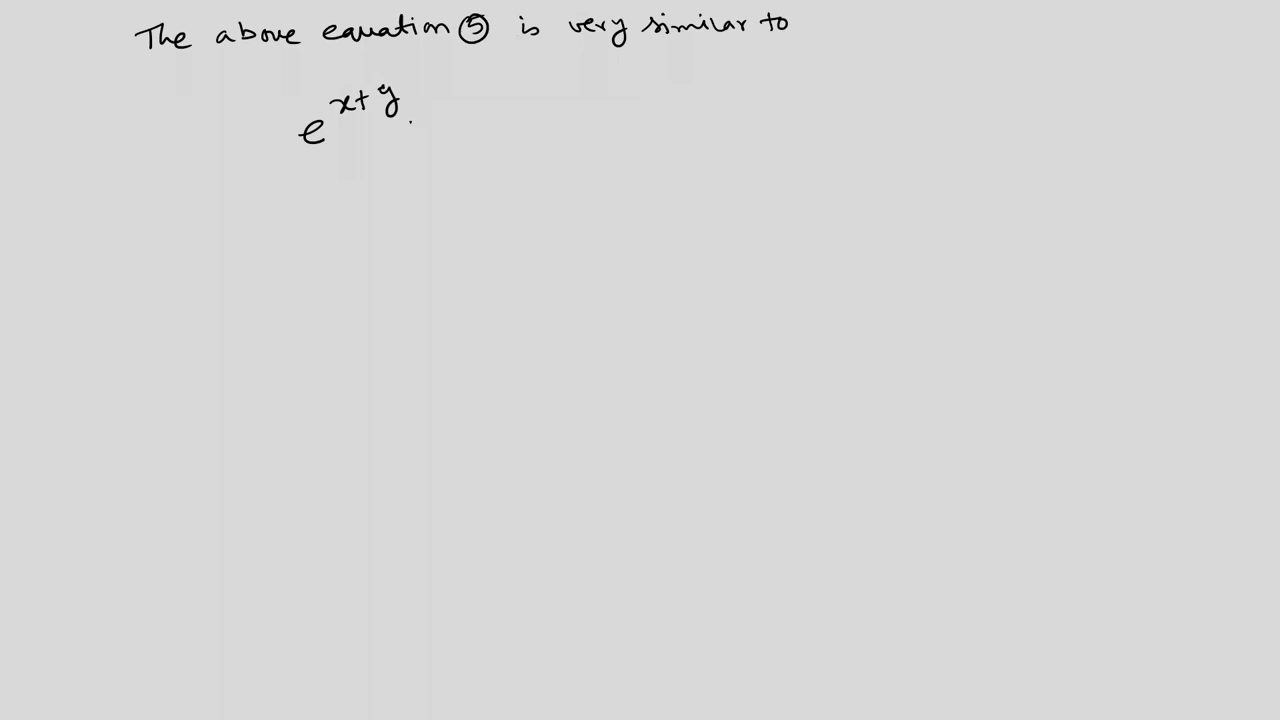 The above equation ⑤ is very similar to
e^{x+y}.